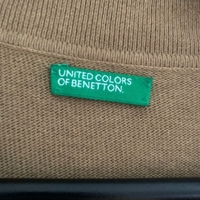 UNITED COLORS
OF BENETTON.